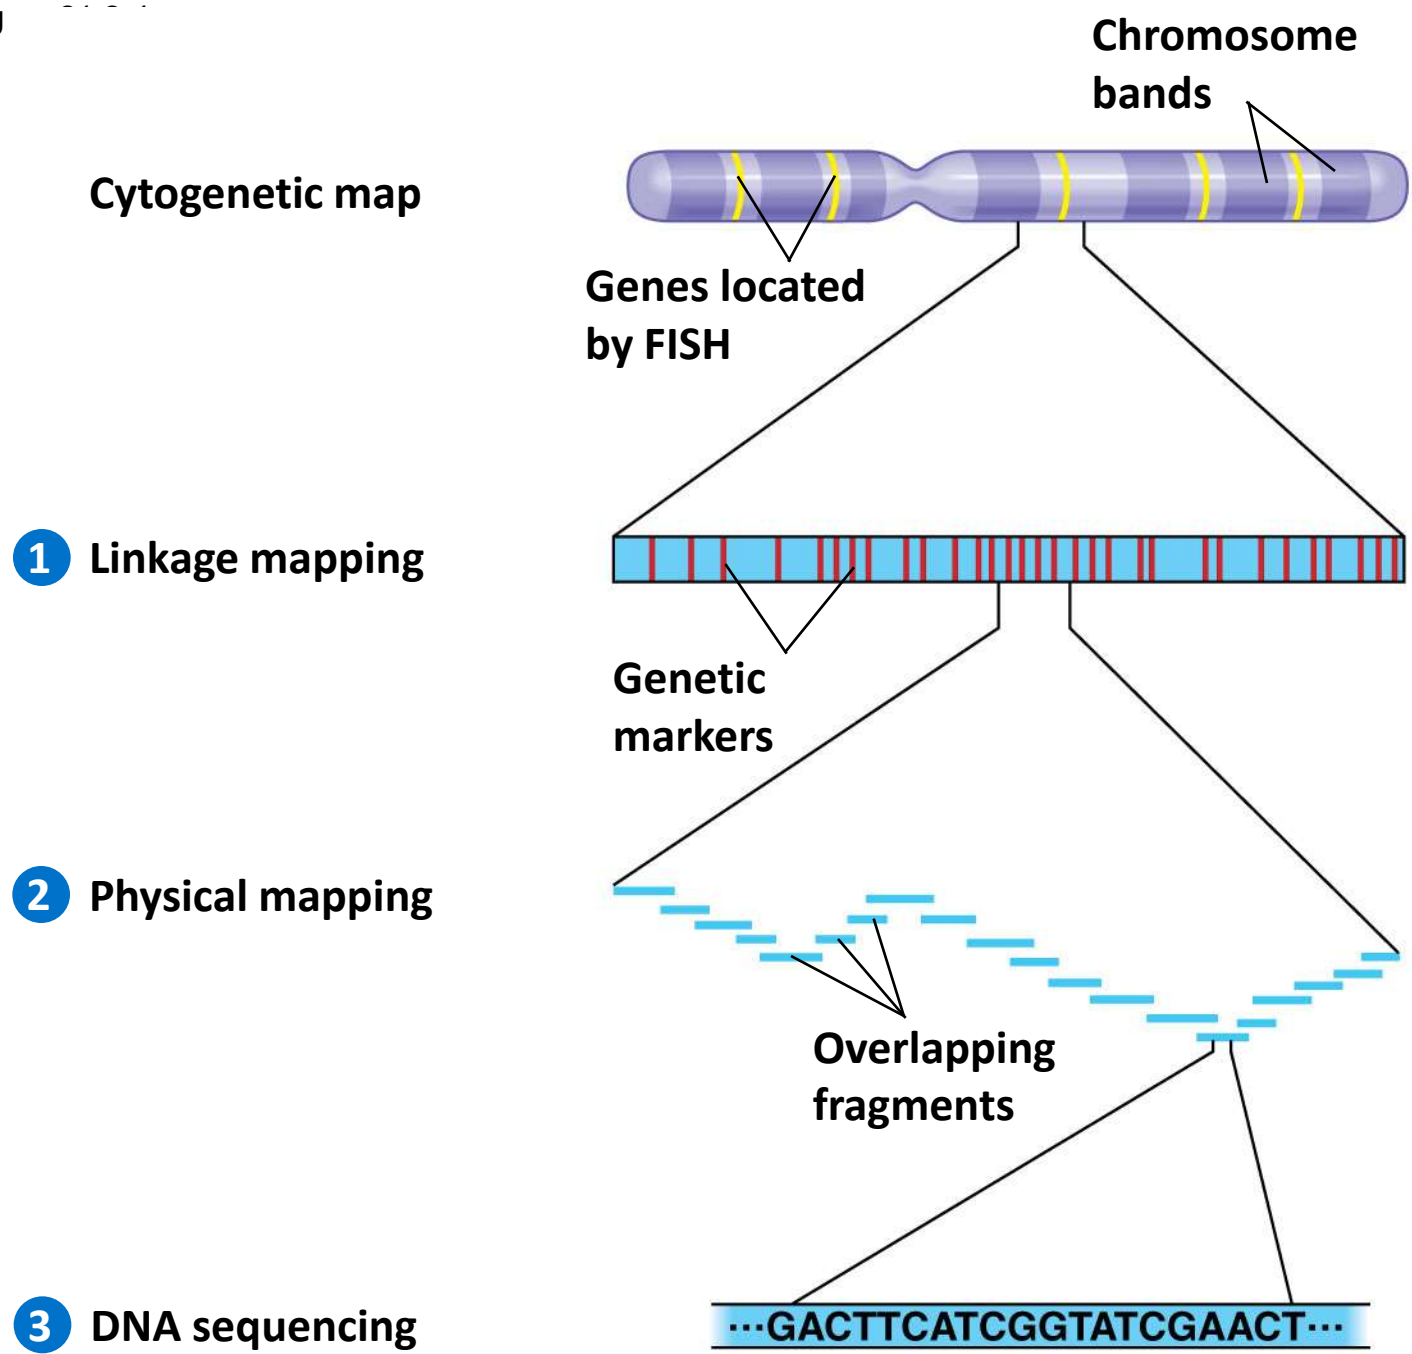 Chromosome
bands
Cytogenetic map
Genes located
by FISH
1 Linkage mapping
Genetic
markers
2 Physical mapping
Overlapping
fragments
3 DNA sequencing
···GACTTCATCGGTATCGAACT···